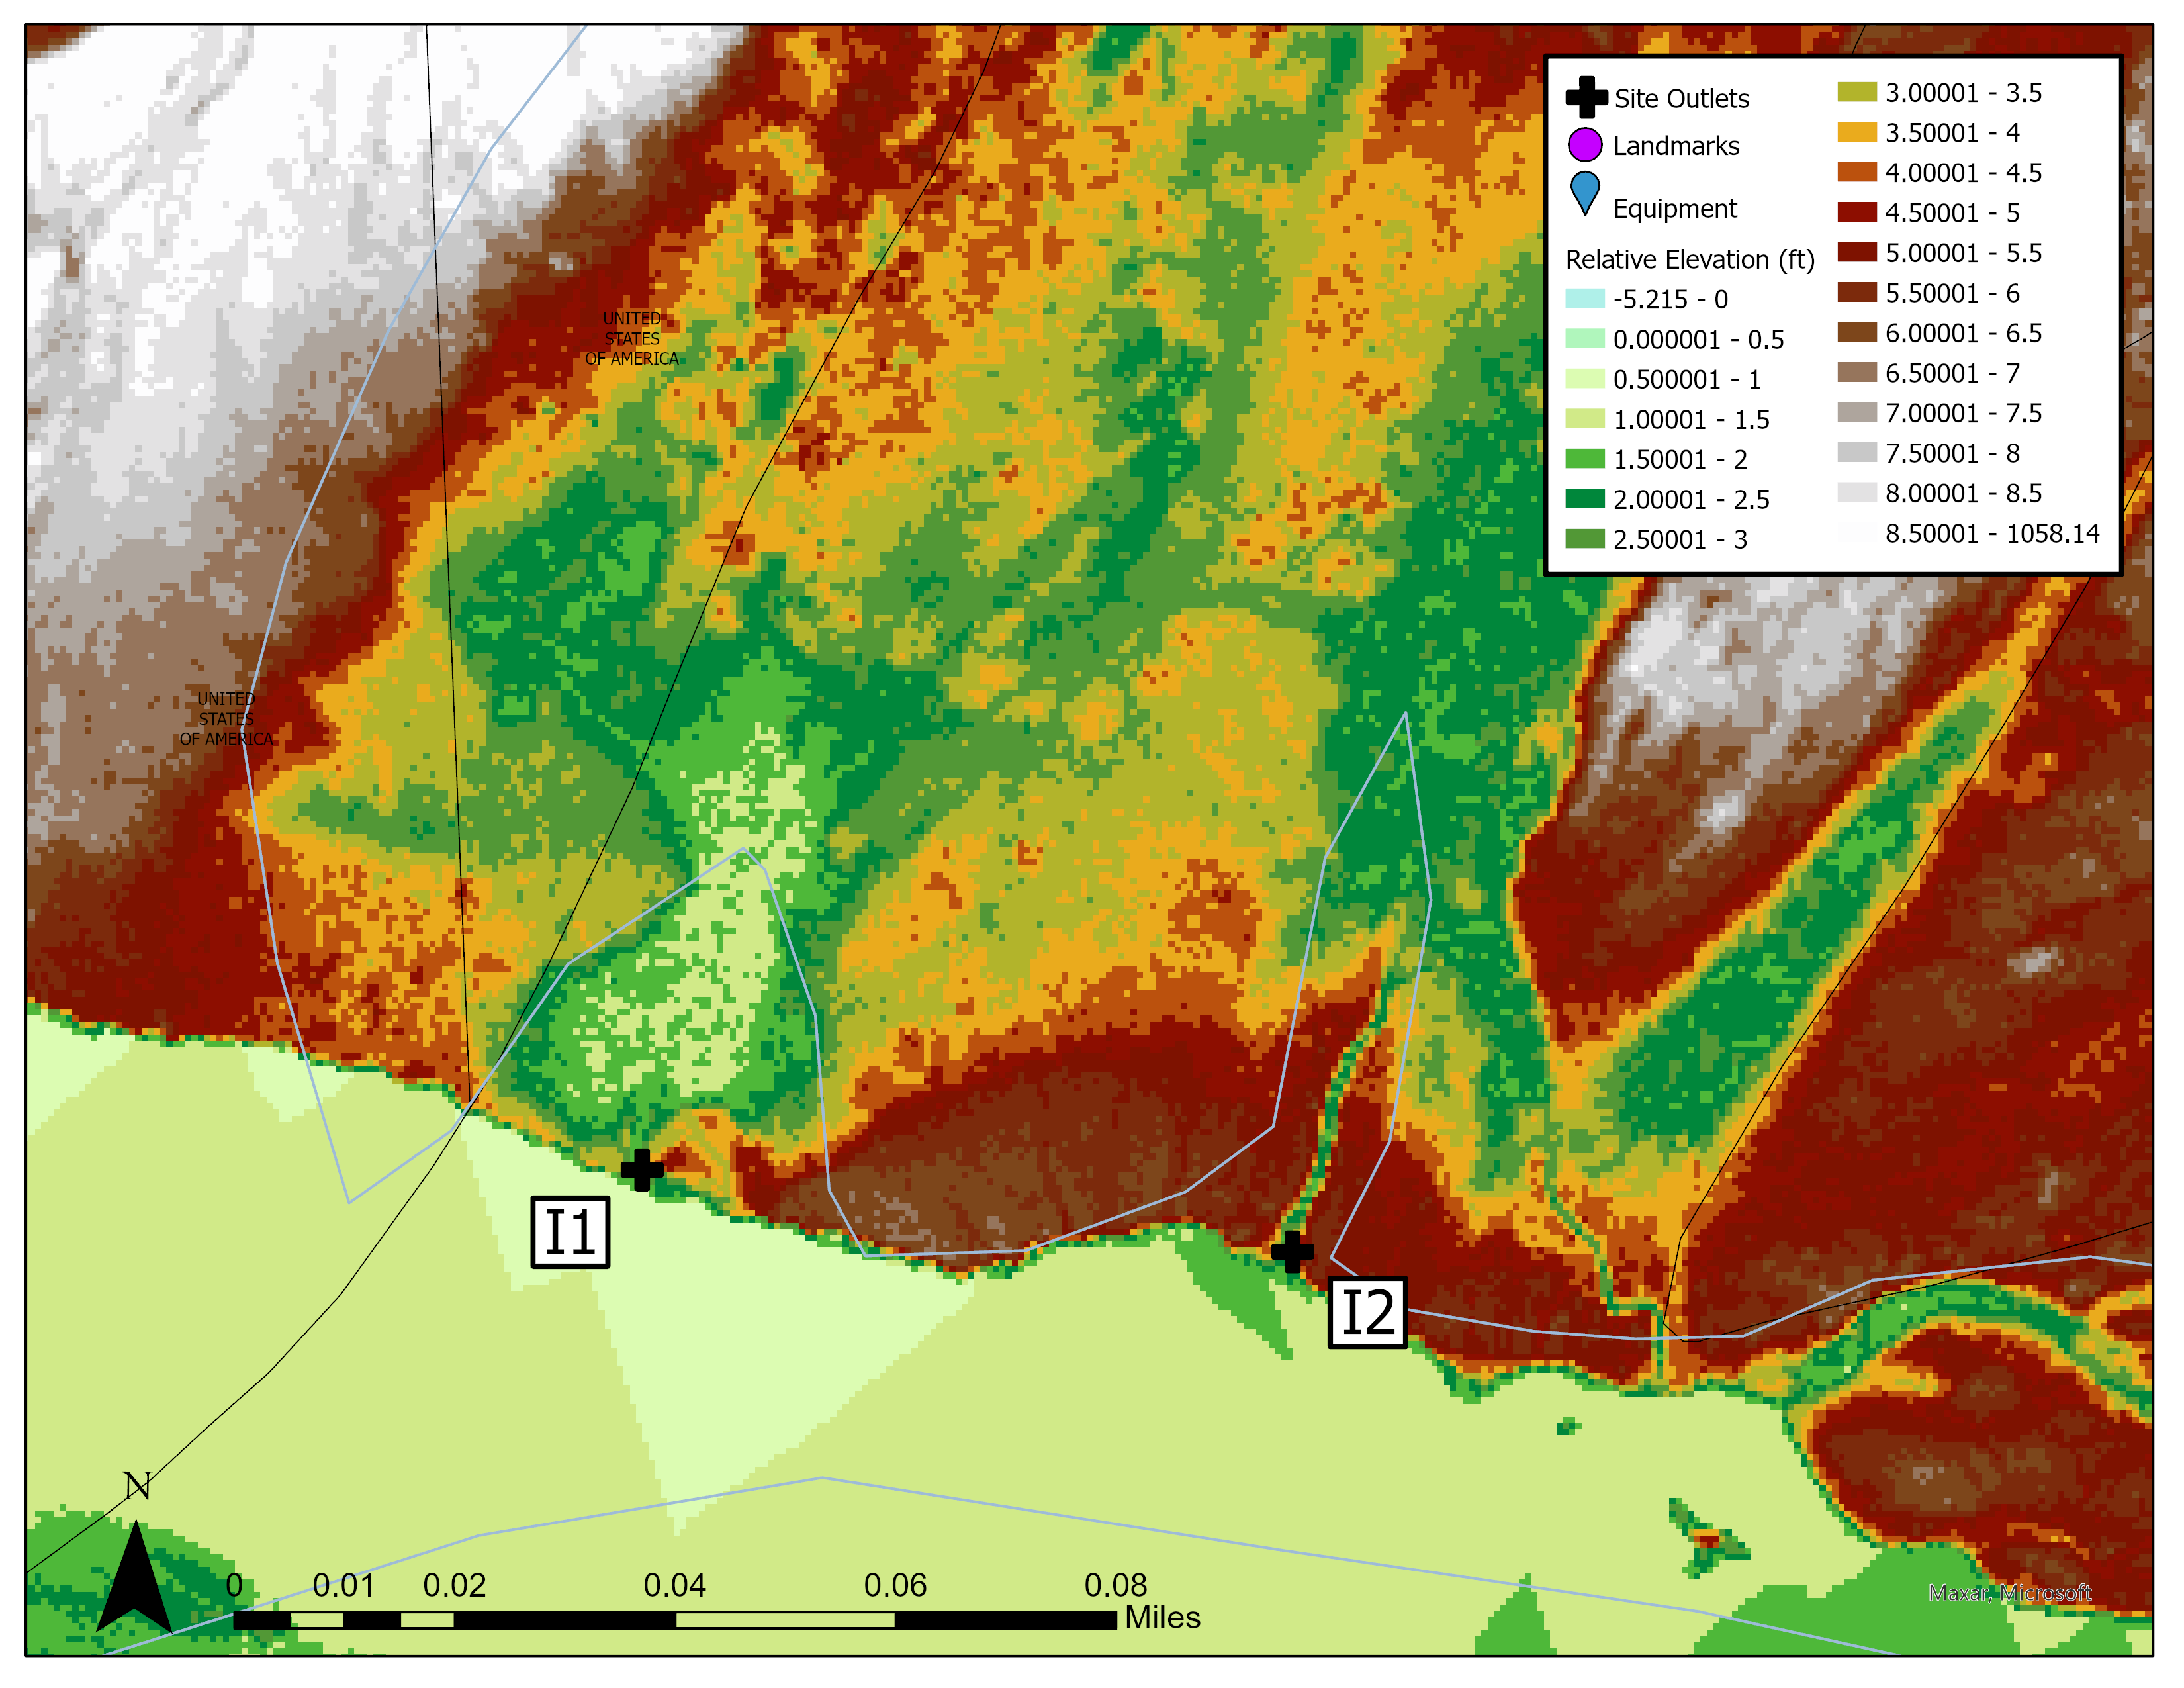 Site Outlets
Landmarks
Equipment
Relative Elevation (ft)
-5.215 - 0
0.000001 - 0.5
0.500001 - 1
1.00001 - 1.5
1.50001 - 2
2.00001 - 2.5
2.50001 - 3
3.00001 - 3.5
3.50001 - 4
4.00001 - 4.5
4.50001 - 5
5.00001 - 5.5
5.50001 - 6
6.00001 - 6.5
6.50001 - 7
7.00001 - 7.5
7.50001 - 8
8.00001 - 8.5
8.50001 - 1058.14
UNITED
STATES
OF AMERICA
UNITED
STATES
OF AMERICA
I1
I2
N
0 0.01 0.02 0.04 0.06 0.08
Miles
Maxar, Microsoft